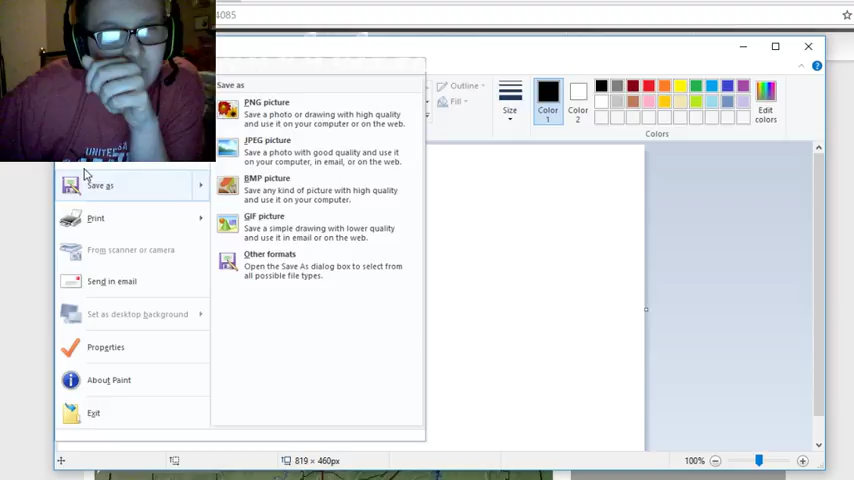 4085
Save as
PNG picture
Save a photo or drawing with high quality
and use it on your computer or on the web.
JPEG picture
Save a photo with good quality and use it
on your computer, in email, or on the web.
BMP picture
Save any kind of picture with high quality
and use it on your computer.
GIF picture
Save a simple drawing with lower quality
and use it in email or on the web.
Other formats
Open the Save As dialog box to select from
all possible file types.
Save as
Print
From scanner or camera
Send in email
Set as desktop background
Properties
About Paint
Exit
Outline
Fill
Size
Color
1
Color
2
Edit
colors
Colors
819 × 460px
100%
UNITE